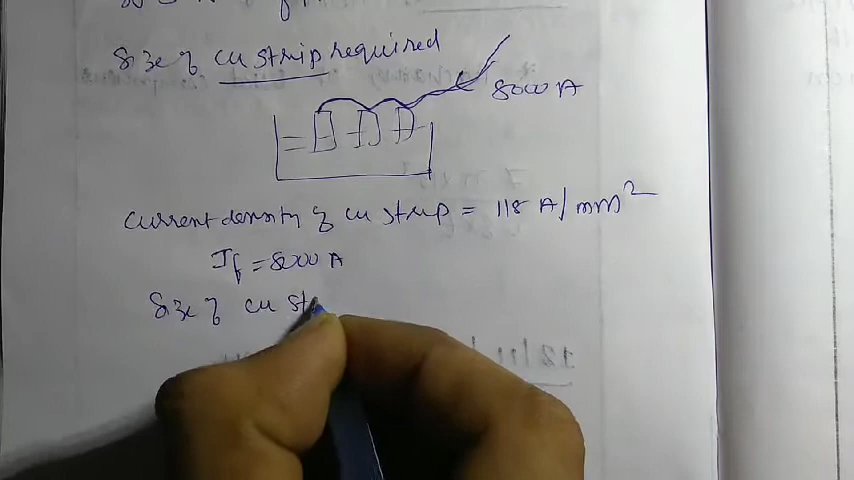 Size of cu strip required
8000 A
Current density of cu strip = 118 A/mm²
If = 8000 A
Size of cu st